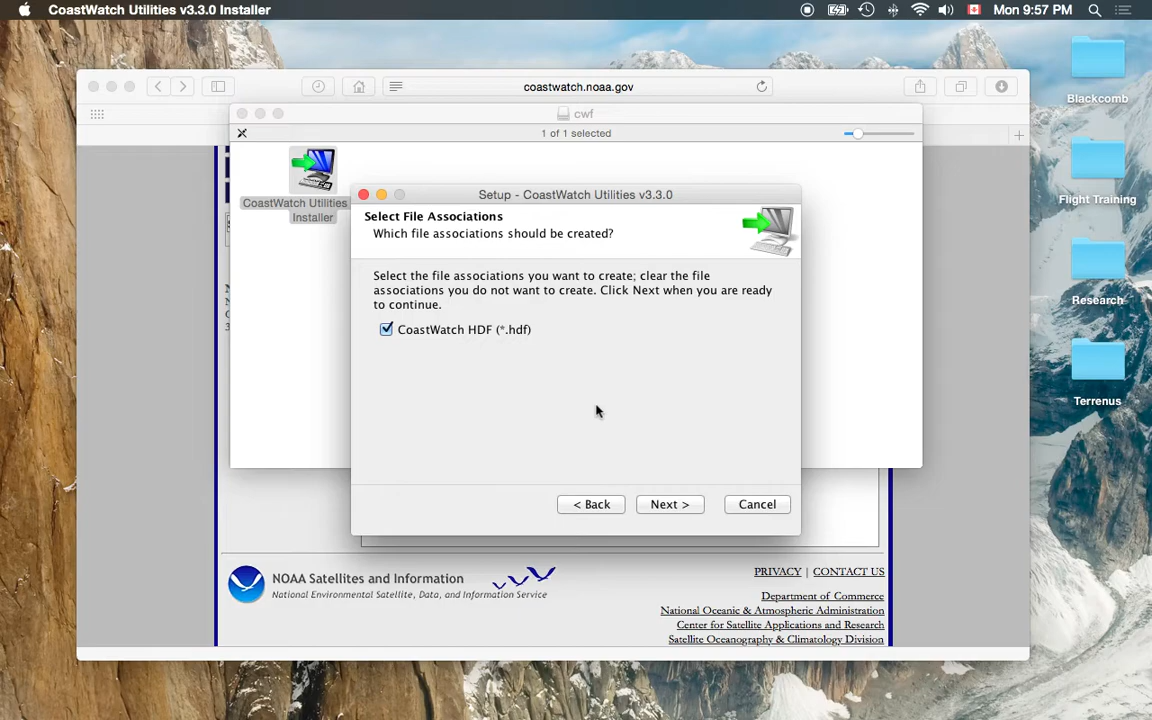 CoastWatch Utilities v3.3.0 Installer
Mon 9:57 PM
coastwatch.noaa.gov
cwf
1 of 1 selected
CoastWatch Utilities
Installer
Setup - CoastWatch Utilities v3.3.0
Select File Associations
Which file associations should be created?
Select the file associations you want to create; clear the file
associations you do not want to create. Click Next when you are ready
to continue.
CoastWatch HDF (*.hdf)
< Back
Next >
Cancel
NOAA Satellites and Information
National Environmental Satellite, Data, and Information Service
PRIVACY | CONTACT US
Department of Commerce
National Oceanic & Atmospheric Administration
Center for Satellite Applications and Research
Satellite Oceanography & Climatology Division
Blackcomb
Flight Training
Research
Terrenus